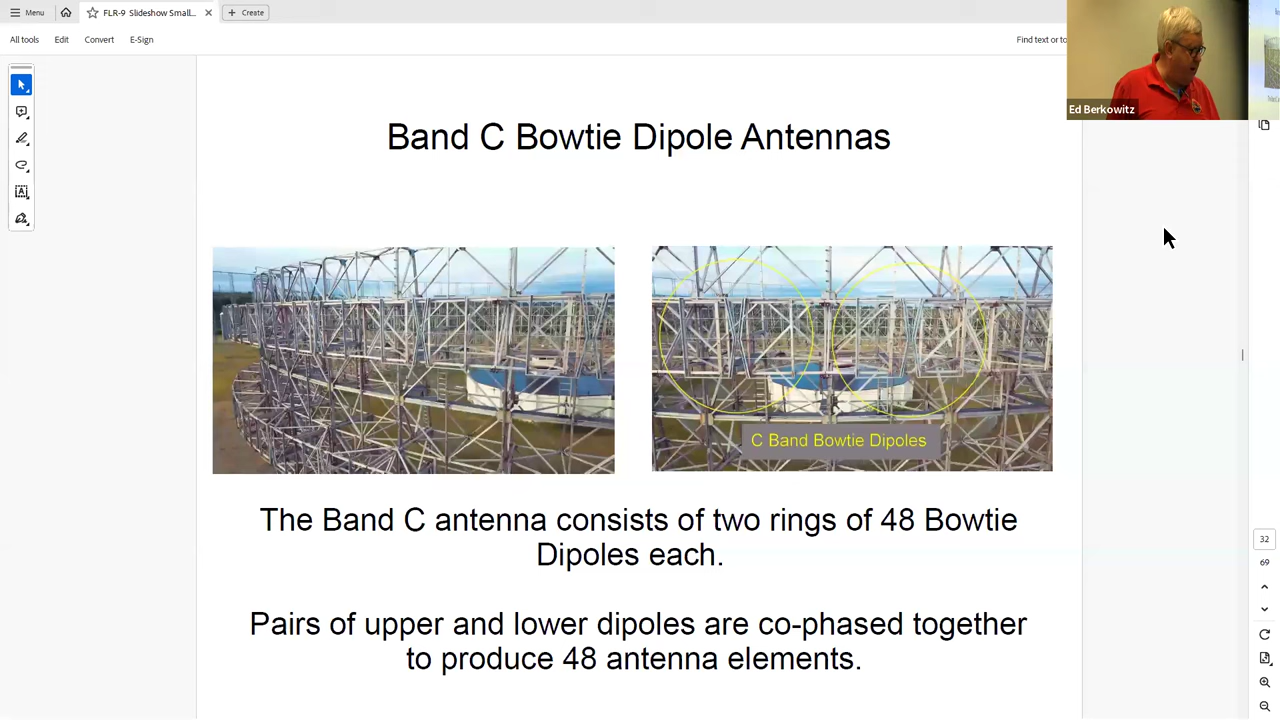 Menu
FLR-9 Slideshow Small...
Create
All tools
Edit
Convert
E-Sign
Find text or to
Ed Berkowitz
Band C Bowtie Dipole Antennas
C Band Bowtie Dipoles
The Band C antenna consists of two rings of 48 Bowtie
Dipoles each.
Pairs of upper and lower dipoles are co-phased together
to produce 48 antenna elements.
32
69